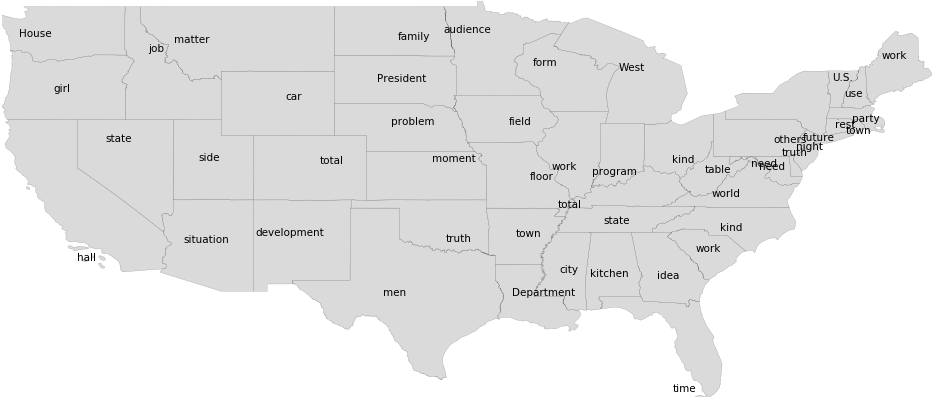 House
job
matter
family
audience
girl
car
President
form
West
work
U.S.
use
state
side
total
problem
field
moment
floor
work
program
kind
table
others
future
night
truth
rest
party
town
need
need
world
situation
development
truth
town
total
state
kind
work
hall
men
Department
city
kitchen
idea
time